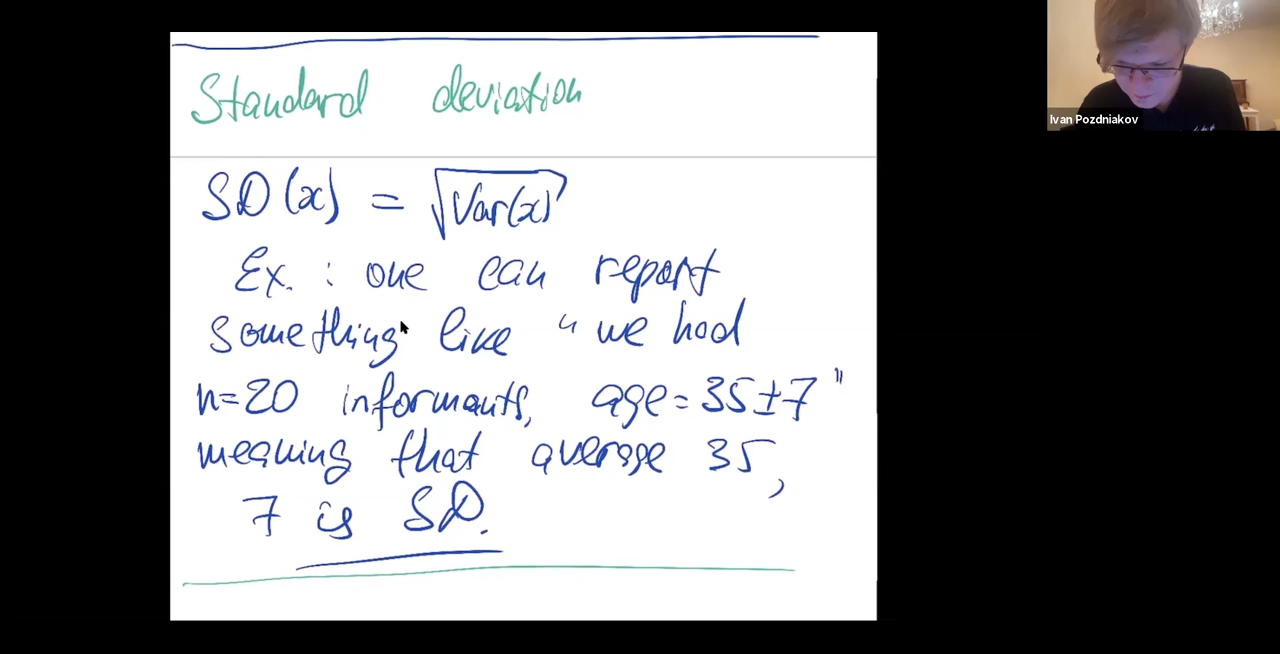 Standard deviation
SD(x) = √Var(x)
Ex. : one can report
something like "we had
n=20 informants, age = 35±7"
meaning that average 35,
7 is SD.
Ivan Pozdniakov